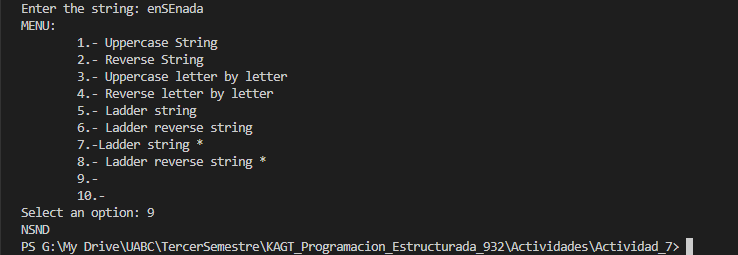 Enter the string: enSEnada
MENU:
1.- Uppercase String
2.- Reverse String
3.- Uppercase letter by letter
4.- Reverse letter by letter
5.- Ladder string
6.- Ladder reverse string
7.-Ladder string *
8.- Ladder reverse string *
9.-
10.-
Select an option: 9
NSND
PS G:\My Drive\UABC\TercerSemestre\KAGT_Programacion_Estructurada_932\Actividades\Actividad_7>